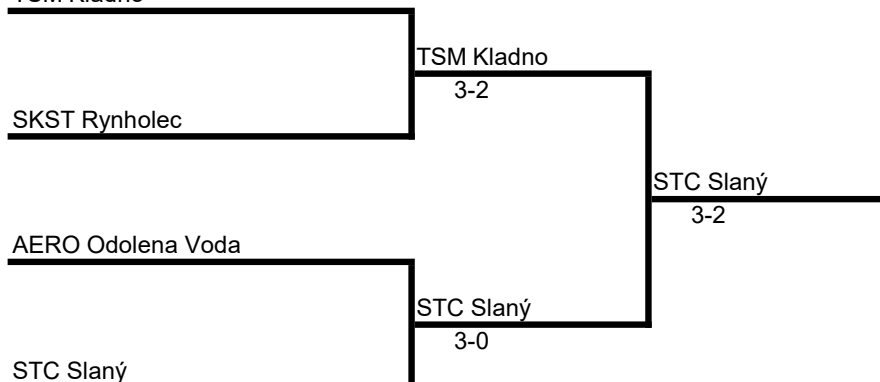 TSM Kladno
TSM Kladno
3-2
SKST Rynholec
STC Slaný
3-2
AERO Odolena Voda
STC Slaný
3-0
STC Slaný